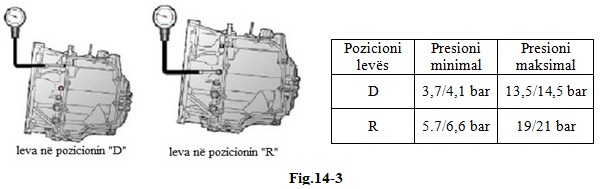 leva në pozicionin "D"
leva në pozicionin "R"
Pozicioni levës Presioni minimal Presioni maksimal
D 3,7/4,1 bar 13,5/14,5 bar
R 5.7/6,6 bar 19/21 bar
Fig.14-3